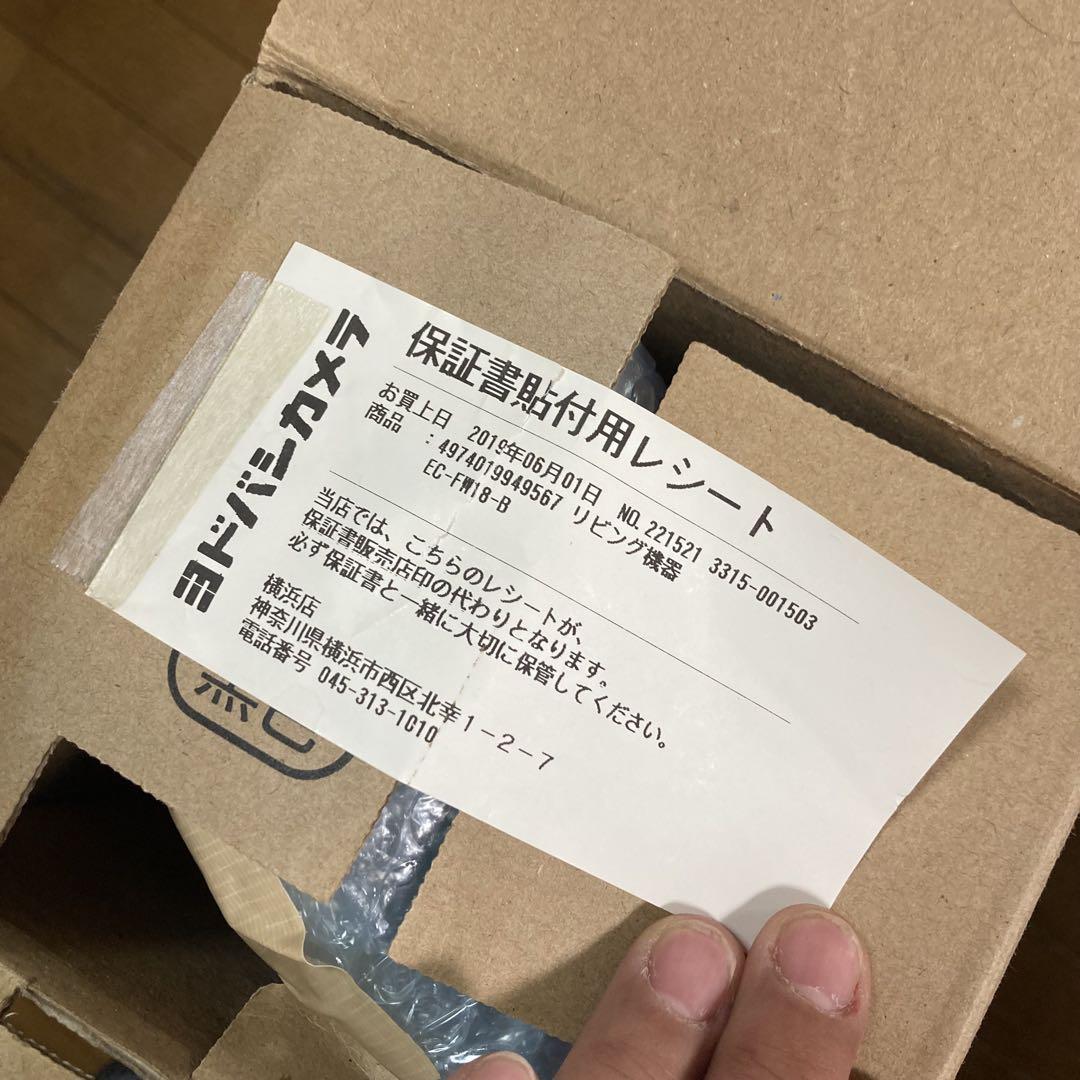 ヨドバシカメラ
保証書貼付用レシート
お買上日 2019年06月01日 NO.221521 3315-001503
商品 : 4974019949567 リビング機器
EC-FW18-B
当店では、こちらのレシートが、
保証書販売店印の代わりとなります。
必ず保証書と一緒に大切に保管してください。
横浜店
神奈川県横浜市西区北幸1-2-7
電話番号 045-313-1010